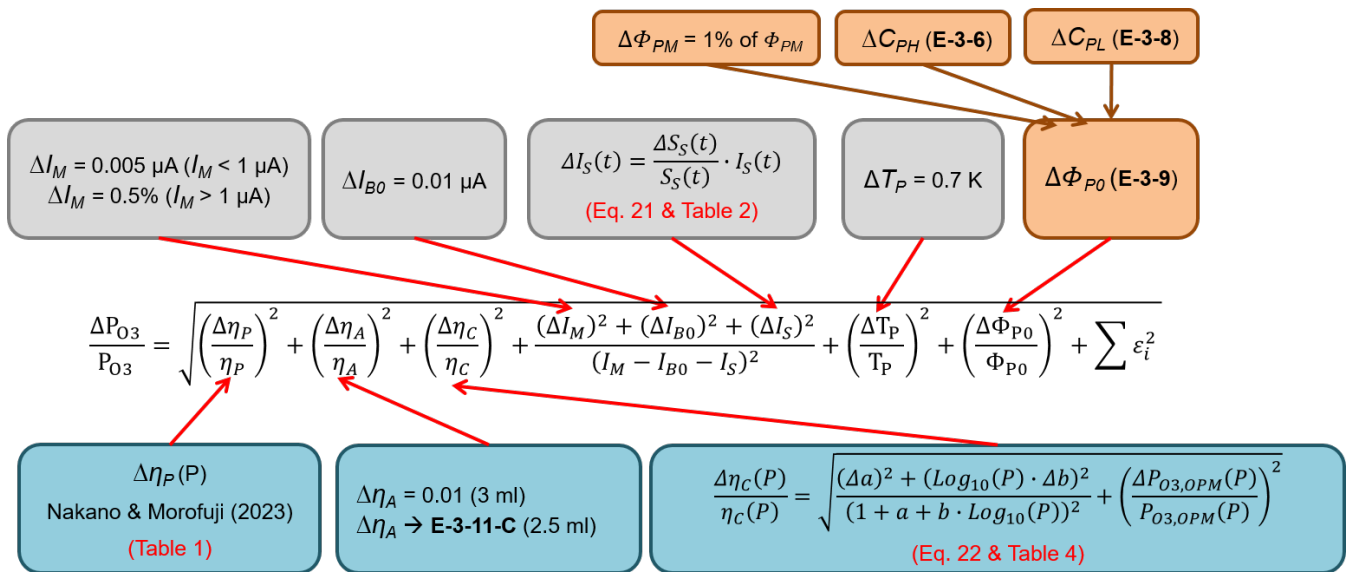 ΔΦ_PM = 1% of Φ_PM
ΔC_PH (E-3-6)
ΔC_PL (E-3-8)
ΔI_M = 0.005 µA (I_M < 1 µA)
ΔI_M = 0.5% (I_M > 1 µA)
ΔI_B0 = 0.01 µA
ΔI_S(t) = ΔS_S(t)/S_S(t) · I_S(t)
(Eq. 21 & Table 2)
ΔT_P = 0.7 K
ΔΦ_P0 (E-3-9)
ΔP_O3/P_O3 = √((Δη_P/η_P)² + (Δη_A/η_A)² + (Δη_C/η_C)² + ((ΔI_M)² + (ΔI_B0)² + (ΔI_S)²)/(I_M − I_B0 − I_S)² + (ΔT_P/T_P)² + (ΔΦ_P0/Φ_P0)² + ∑ ε_i²)
Δη_P (P)
Nakano & Morofuji (2023)
(Table 1)
Δη_A = 0.01 (3 ml)
Δη_A → E-3-11-C (2.5 ml)
Δη_C(P)/η_C(P) = √(((Δa)² + (Log₁₀(P) · Δb)²)/(1 + a + b · Log₁₀(P))² + (ΔP_O3,OPM(P)/P_O3,OPM(P))²)
(Eq. 22 & Table 4)